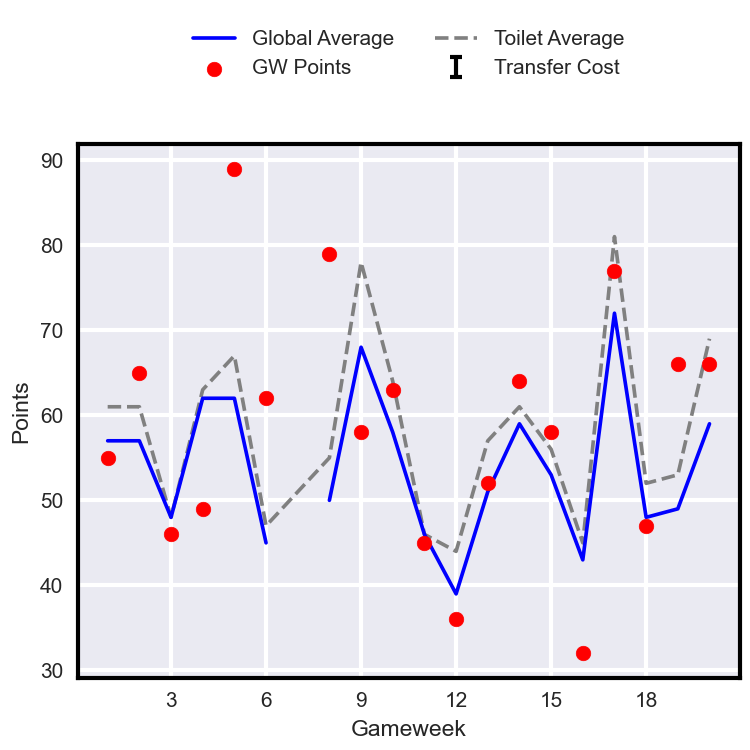 Global Average
GW Points
Toilet Average
Transfer Cost
90
80
70
60
50
40
30
Points
3 6 9 12 15 18
Gameweek